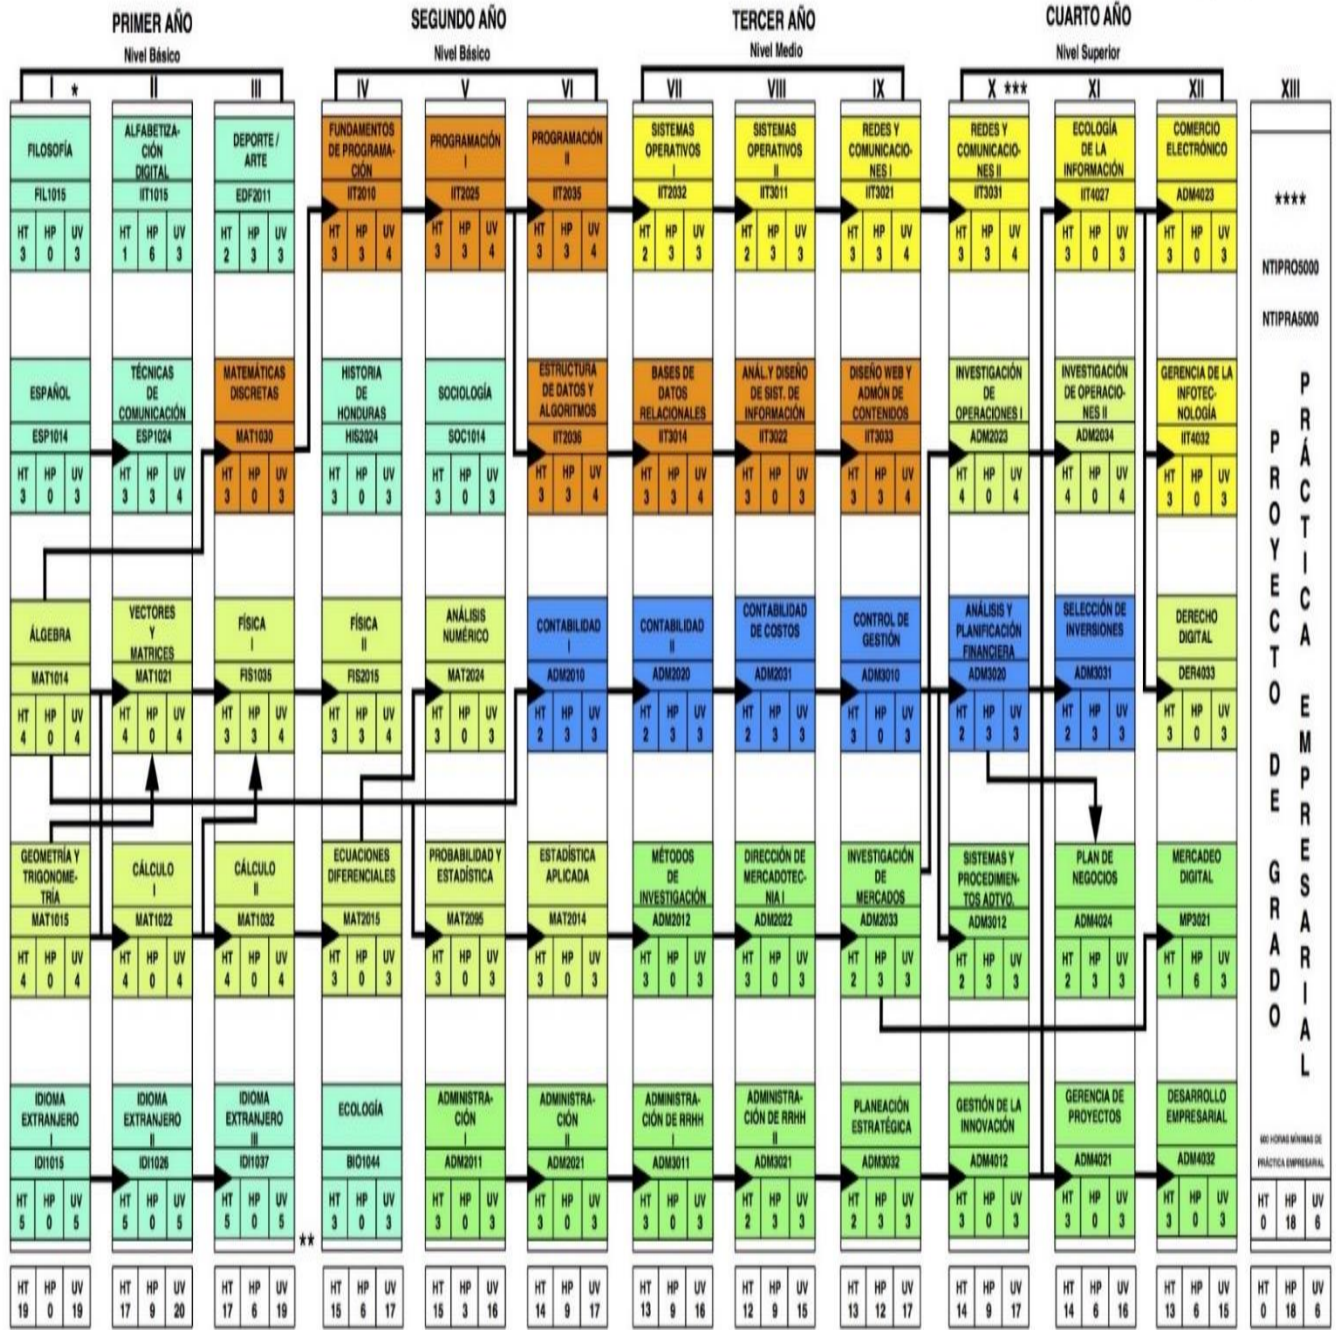 PRIMER AÑO
Nivel Básico
SEGUNDO AÑO
Nivel Básico
TERCER AÑO
Nivel Medio
CUARTO AÑO
Nivel Superior
I * II III IV V VI VII VIII IX X *** XI XII XIII
FILOSOFÍA
FIL1015
HT HP UV
3 0 3
ALFABETIZA-
CIÓN
DIGITAL
IIT1015
HT HP UV
1 6 3
DEPORTE /
ARTE
EDF2011
HT HP UV
2 3 3
FUNDAMENTOS
DE PROGRAMA-
CIÓN
IIT2010
HT HP UV
3 3 4
PROGRAMACIÓN
I
IIT2025
HT HP UV
3 3 4
PROGRAMACIÓN
II
IIT2035
HT HP UV
3 3 4
SISTEMAS
OPERATIVOS
I
IIT2032
HT HP UV
2 3 3
SISTEMAS
OPERATIVOS
II
IIT3011
HT HP UV
2 3 3
REDES Y
COMUNICACIO-
NES I
IIT3021
HT HP UV
3 3 4
REDES Y
COMUNICACIO-
NES II
IIT3031
HT HP UV
3 3 4
ECOLOGÍA
DE LA
INFORMACIÓN
IIT4027
HT HP UV
3 0 3
COMERCIO
ELECTRÓNICO
ADM4023
HT HP UV
3 0 3
ESPAÑOL
ESP1014
HT HP UV
3 0 3
TÉCNICAS
DE
COMUNICACIÓN
ESP1024
HT HP UV
3 3 4
MATEMÁTICAS
DISCRETAS
MAT1030
HT HP UV
3 0 3
HISTORIA
DE
HONDURAS
HIS2024
HT HP UV
3 0 3
SOCIOLOGÍA
SOC1014
HT HP UV
3 0 3
ESTRUCTURA
DE DATOS Y
ALGORITMOS
IIT2036
HT HP UV
3 3 4
BASES DE
DATOS
RELACIONALES
IIT3014
HT HP UV
3 3 4
ANÁL.Y DISEÑO
DE SIST. DE
INFORMACIÓN
IIT3022
HT HP UV
3 3 3
DISEÑO WEB Y
ADMÓN DE
CONTENIDOS
IIT3033
HT HP UV
3 3 4
INVESTIGACIÓN
DE
OPERACIONES I
ADM2023
HT HP UV
4 0 4
INVESTIGACIÓN
DE OPERACIO-
NES II
ADM2034
HT HP UV
4 0 4
GERENCIA DE LA
INFOTEC-
NOLOGÍA
IIT4032
HT HP UV
3 0 3
ÁLGEBRA
MAT1014
HT HP UV
4 0 4
VECTORES
Y
MATRICES
MAT1021
HT HP UV
4 0 4
FÍSICA
I
FIS1035
HT HP UV
3 3 4
FÍSICA
II
FIS2015
HT HP UV
3 3 4
ANÁLISIS
NUMÉRICO
MAT2024
HT HP UV
3 0 3
CONTABILIDAD
I
ADM2010
HT HP UV
2 3 3
CONTABILIDAD
II
ADM2020
HT HP UV
2 3 3
CONTABILIDAD
DE COSTOS
ADM2031
HT HP UV
2 3 3
CONTROL DE
GESTIÓN
ADM3010
HT HP UV
3 0 3
ANÁLISIS Y
PLANIFICACIÓN
FINANCIERA
ADM3020
HT HP UV
2 3 3
SELECCIÓN DE
INVERSIONES
ADM3031
HT HP UV
2 3 3
DERECHO
DIGITAL
DER4033
HT HP UV
3 0 3
GEOMETRÍA Y
TRIGONOME-
TRÍA
MAT1015
HT HP UV
4 0 4
CÁLCULO
I
MAT1022
HT HP UV
4 0 4
CÁLCULO
II
MAT1032
HT HP UV
4 0 4
ECUACIONES
DIFERENCIALES
MAT2015
HT HP UV
3 0 3
PROBABILIDAD Y
ESTADÍSTICA
MAT2095
HT HP UV
3 0 3
ESTADÍSTICA
APLICADA
MAT2014
HT HP UV
3 0 3
MÉTODOS
DE
INVESTIGACIÓN
ADM2012
HT HP UV
3 0 3
DIRECCIÓN DE
MERCADOTEC-
NIA I
ADM2022
HT HP UV
3 0 3
INVESTIGACIÓN
DE
MERCADOS
ADM2033
HT HP UV
2 3 3
SISTEMAS Y
PROCEDIMIEN-
TOS ADTVO.
ADM3012
HT HP UV
2 3 3
PLAN DE
NEGOCIOS
ADM4024
HT HP UV
2 3 3
MERCADEO
DIGITAL
MP3021
HT HP UV
1 6 3
IDIOMA
EXTRANJERO
I
IDI1015
HT HP UV
5 0 5
IDIOMA
EXTRANJERO
II
IDI1026
HT HP UV
5 0 5
IDIOMA
EXTRANJERO
III
IDI1037
HT HP UV
5 0 5
**
ECOLOGÍA
BIO1044
HT HP UV
3 0 3
ADMINISTRA-
CIÓN
I
ADM2011
HT HP UV
3 0 3
ADMINISTRA-
CIÓN
II
ADM2021
HT HP UV
3 0 3
ADMINISTRA-
CIÓN DE RRHH
I
ADM3011
HT HP UV
3 0 3
ADMINISTRA-
CIÓN DE RRHH
II
ADM3021
HT HP UV
2 3 3
PLANEACIÓN
ESTRATÉGICA
ADM3032
HT HP UV
2 3 3
GESTIÓN DE LA
INNOVACIÓN
ADM4012
HT HP UV
3 0 3
GERENCIA DE
PROYECTOS
ADM4021
HT HP UV
3 0 3
DESARROLLO
EMPRESARIAL
ADM4032
HT HP UV
3 0 3
****
NTIPRO5000
NTIPRA5000
PROYECTO DE GRADO
PRÁCTICA EMPRESARIAL
600 HORAS MÍNIMAS DE
PRÁCTICA EMPRESARIAL
HT HP UV
0 18 6
HT HP UV
19 0 19
HT HP UV
17 9 20
HT HP UV
17 6 19
HT HP UV
15 6 17
HT HP UV
15 3 16
HT HP UV
14 9 17
HT HP UV
13 9 16
HT HP UV
12 9 15
HT HP UV
13 12 17
HT HP UV
14 9 17
HT HP UV
14 6 16
HT HP UV
13 6 15
HT HP UV
0 18 6